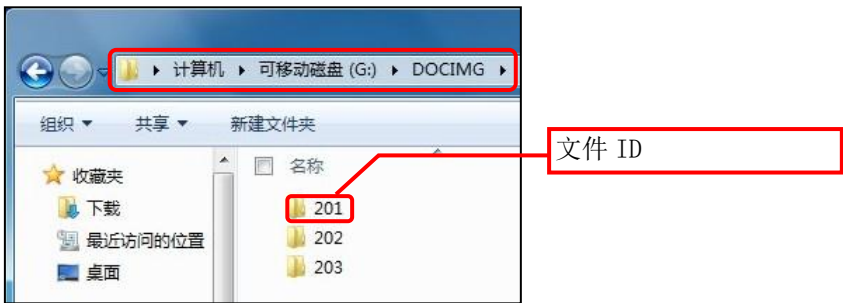 计算机 ▸ 可移动磁盘 (G:) ▸ DOCIMG ▸
组织 ▼ 共享 ▼ 新建文件夹
文件 ID
收藏夹
下载
最近访问的位置
桌面
名称
201
202
203